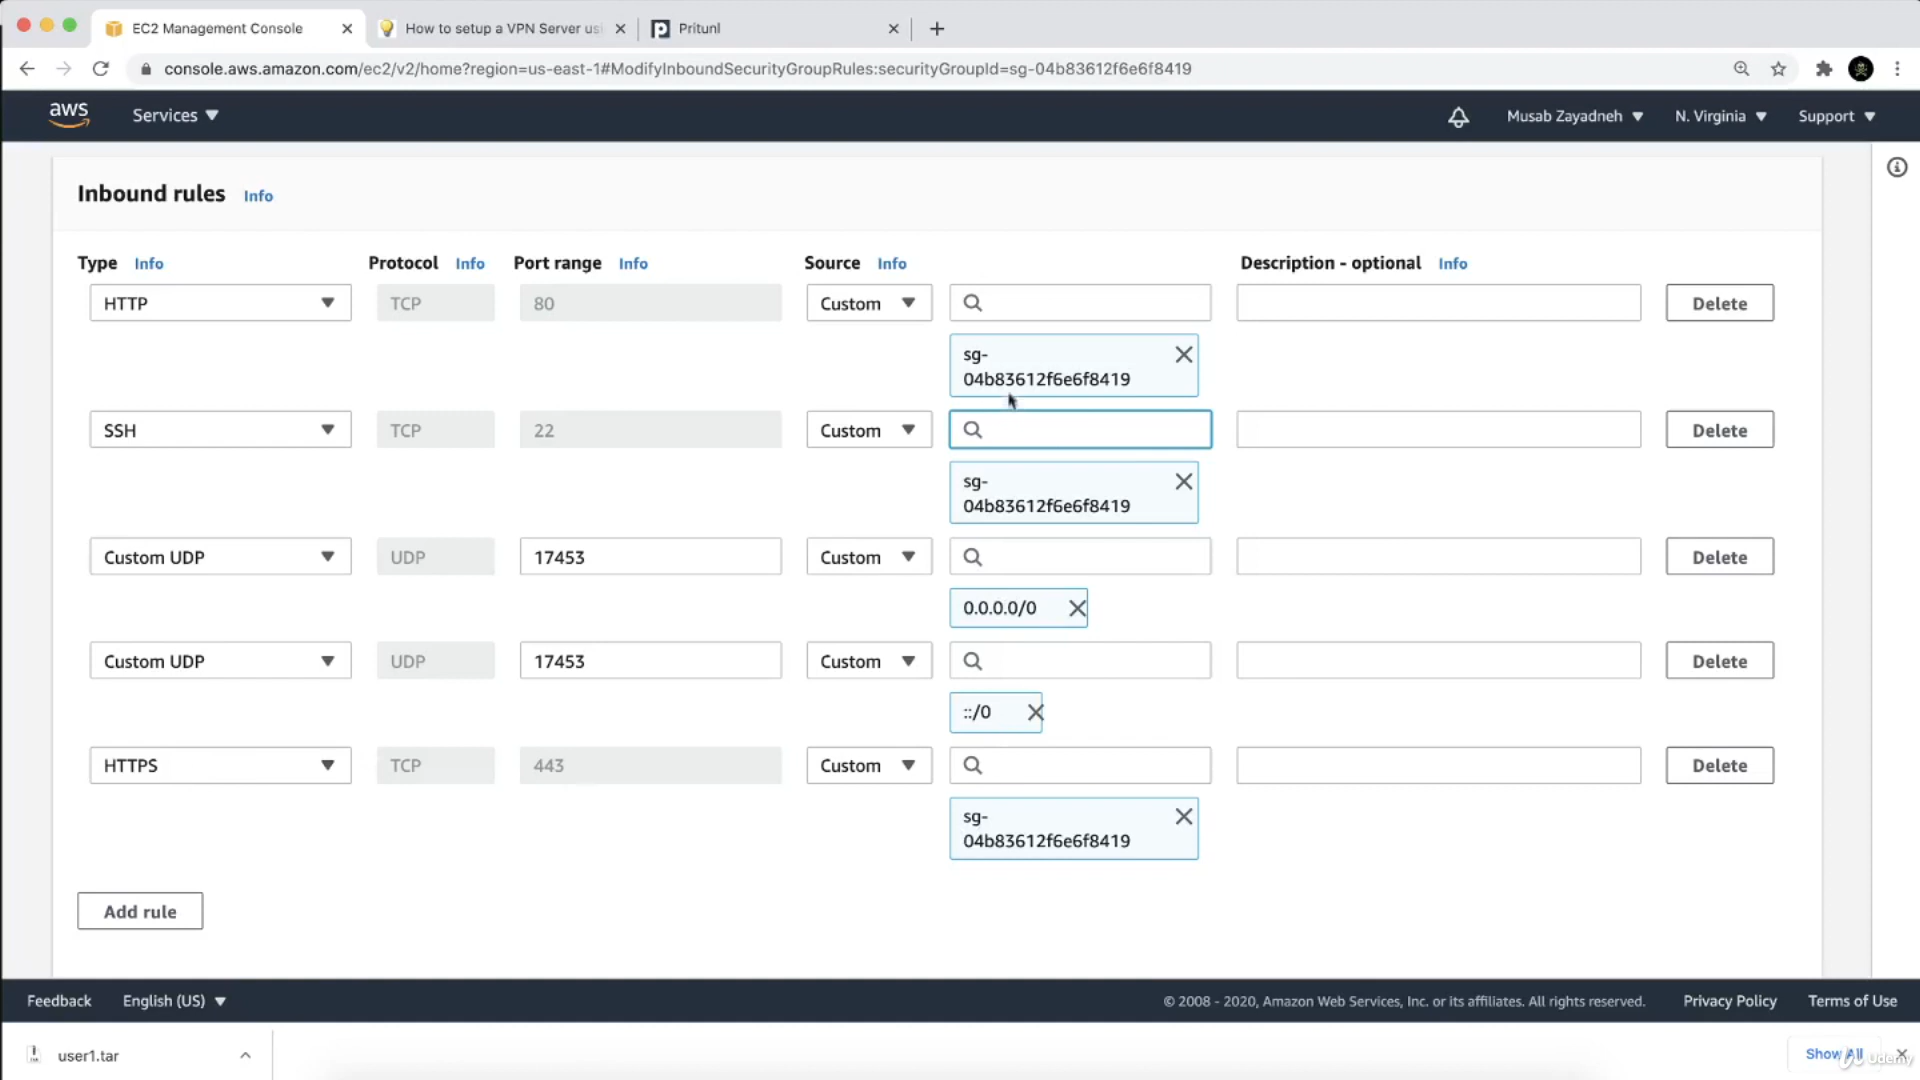 EC2 Management Console
How to setup a VPN Server us
Pritunl
console.aws.amazon.com/ec2/v2/home?region=us-east-1#ModifyInboundSecurityGroupRules:securityGroupId=sg-04b83612f6e6f8419
aws Services Musab Zayadneh N. Virginia Support
Inbound rules Info
Type Info Protocol Info Port range Info Source Info Description - optional Info
HTTP TCP 80 Custom Delete
sg-
04b83612f6e6f8419
SSH TCP 22 Custom Delete
sg-
04b83612f6e6f8419
Custom UDP UDP 17453 Custom Delete
0.0.0.0/0
Custom UDP UDP 17453 Custom Delete
::/0
HTTPS TCP 443 Custom Delete
sg-
04b83612f6e6f8419
Add rule
Feedback English (US) © 2008 - 2020, Amazon Web Services, Inc. or its affiliates. All rights reserved. Privacy Policy Terms of Use
user1.tar Show All
Udemy